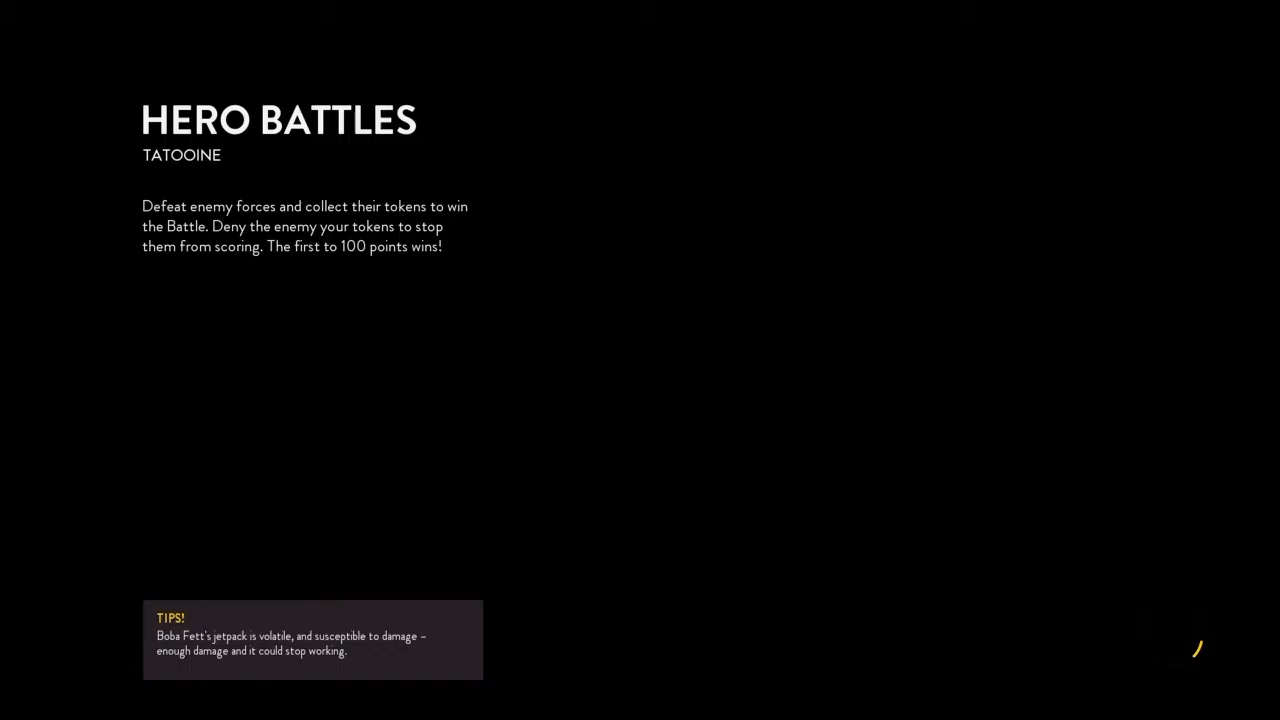 HERO BATTLES
TATOOINE
Defeat enemy forces and collect their tokens to win
the Battle. Deny the enemy your tokens to stop
them from scoring. The first to 100 points wins!
TIPS!
Boba Fett's jetpack is volatile, and susceptible to damage –
enough damage and it could stop working.